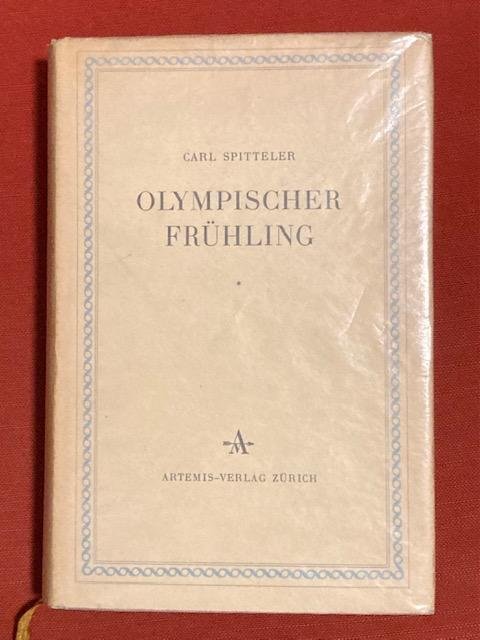 CARL SPITTELER
OLYMPISCHER
FRÜHLING
*
A
ARTEMIS-VERLAG ZÜRICH